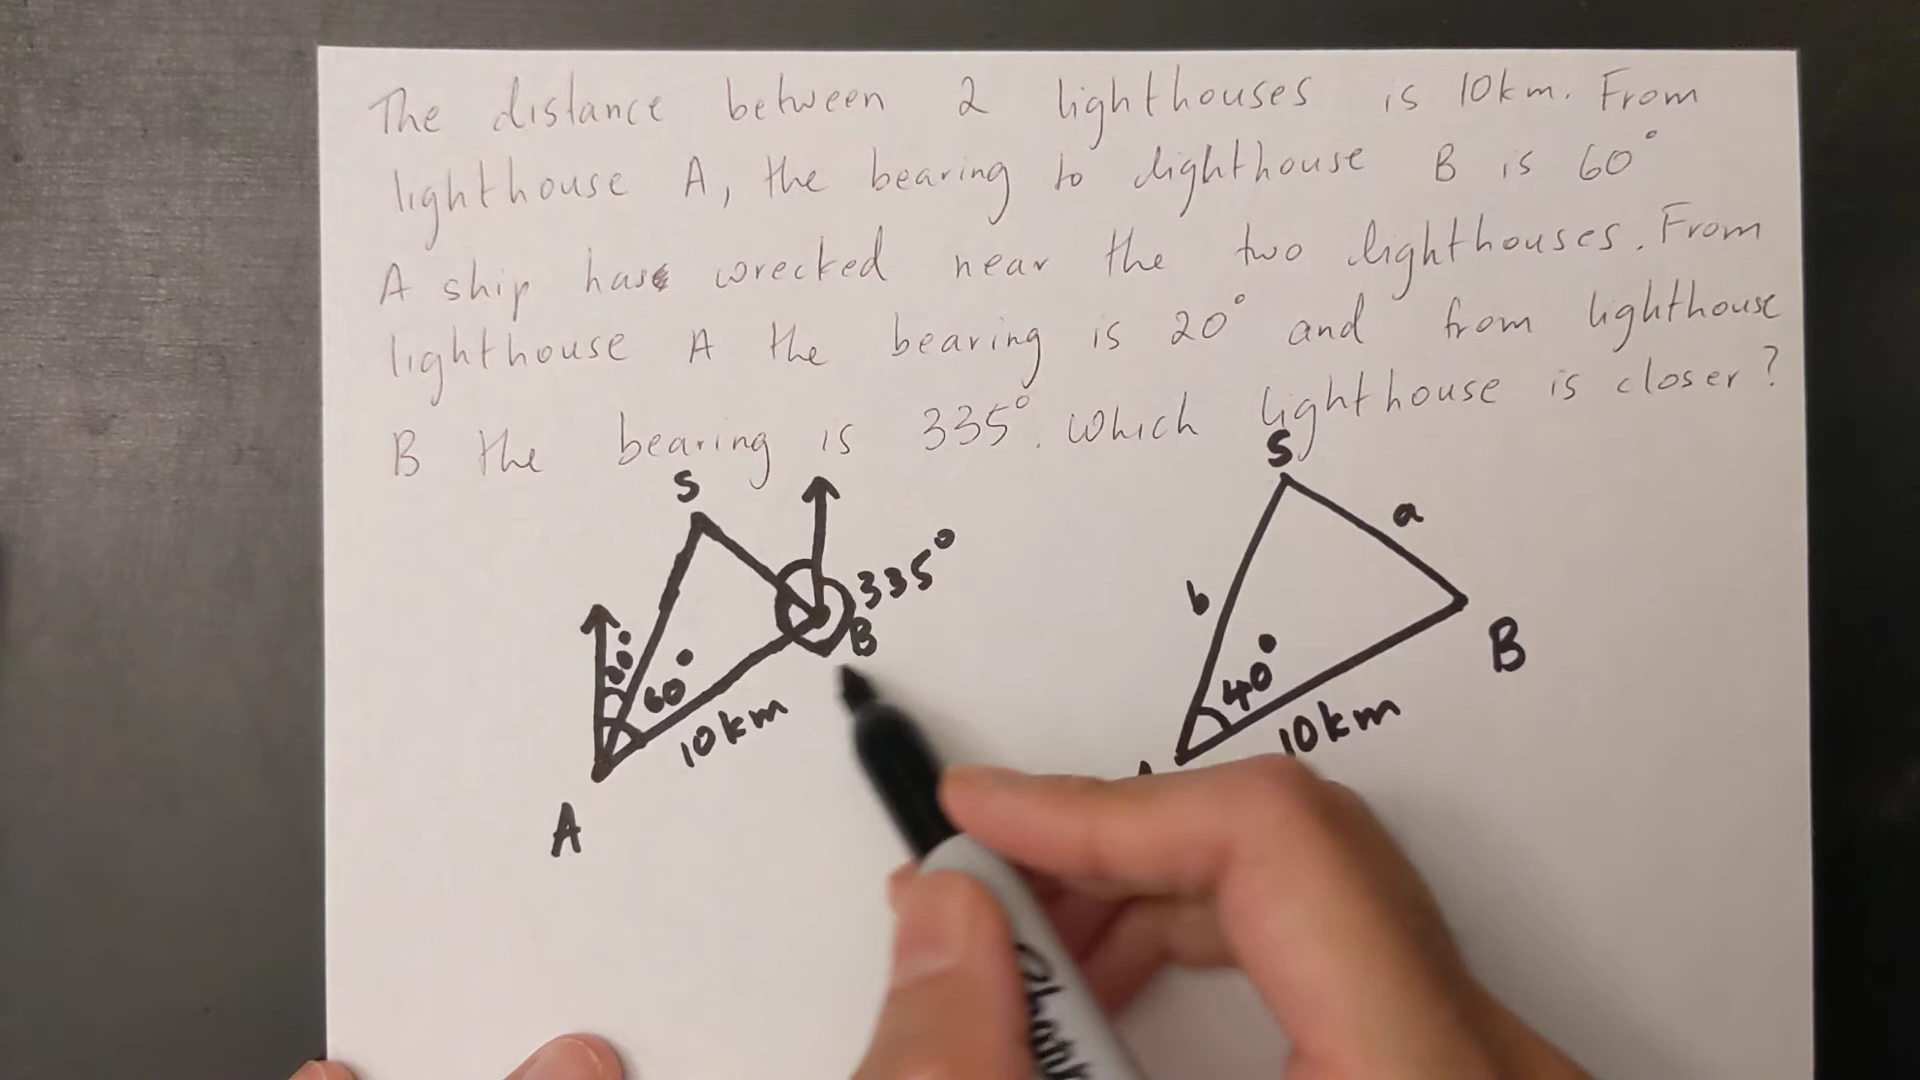 The distance between 2 lighthouses is 10km. From
lighthouse A, the bearing to lighthouse B is 60°
A ship has wrecked near the two lighthouses. From
lighthouse A the bearing is 20° and from lighthouse
B the bearing is 335°. Which lighthouse is closer?
S
335°
B
60°
10km
A
S
a
b
B
40°
10km